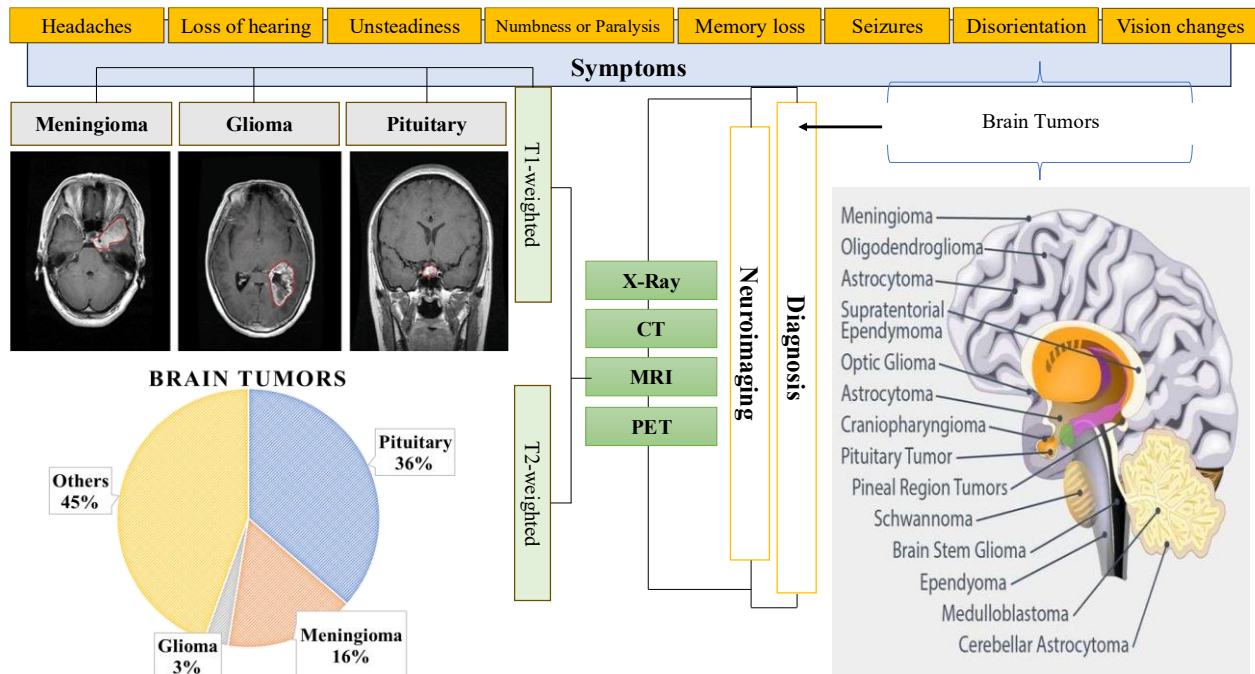 Headaches
Loss of hearing
Unsteadiness
Numbness or Paralysis
Memory loss
Seizures
Disorientation
Vision changes
Symptoms
Meningioma
Glioma
Pituitary
T1-weighted
T2-weighted
X-Ray
CT
MRI
PET
Neuroimaging
Diagnosis
Brain Tumors
BRAIN TUMORS
Pituitary
36%
Others
45%
Glioma
3%
Meningioma
16%
Meningioma
Oligodendroglioma
Astrocytoma
Supratentorial
Ependymoma
Optic Glioma
Astrocytoma
Craniopharyngioma
Pituitary Tumor
Pineal Region Tumors
Schwannoma
Brain Stem Glioma
Ependyoma
Medulloblastoma
Cerebellar Astrocytoma